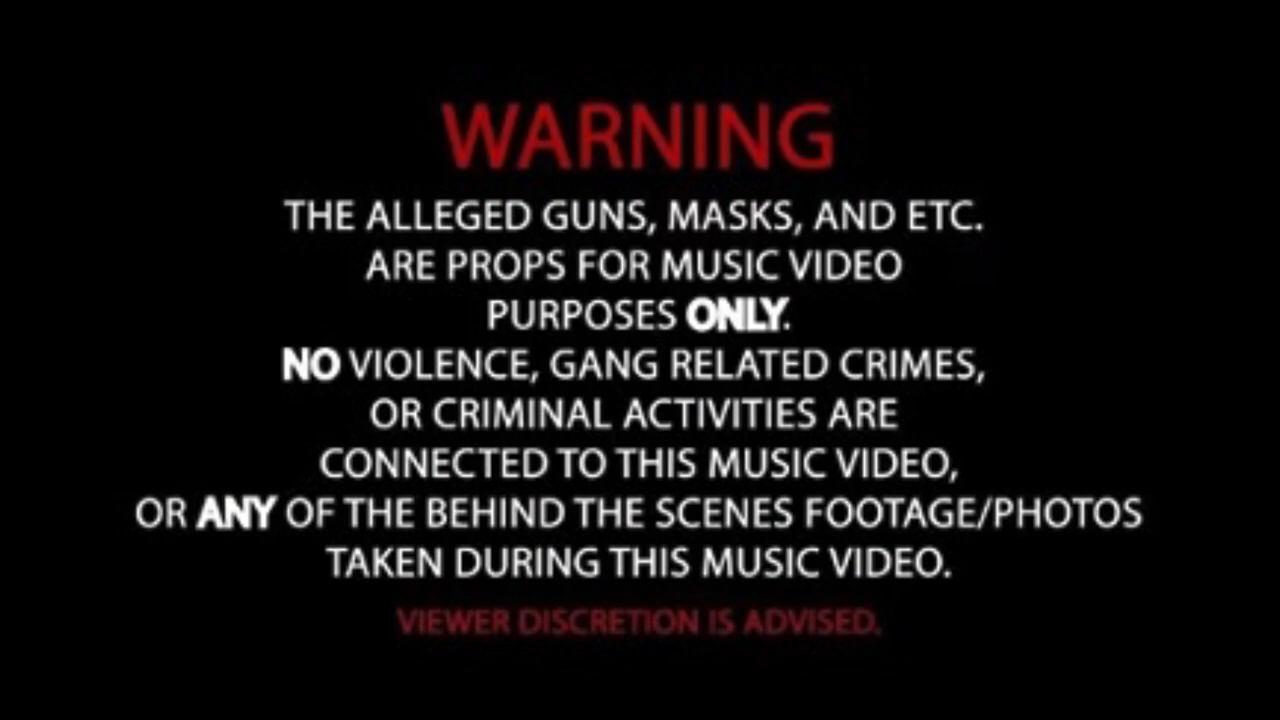 WARNING
THE ALLEGED GUNS, MASKS, AND ETC.
ARE PROPS FOR MUSIC VIDEO
PURPOSES ONLY.
NO VIOLENCE, GANG RELATED CRIMES,
OR CRIMINAL ACTIVITIES ARE
CONNECTED TO THIS MUSIC VIDEO,
OR ANY OF THE BEHIND THE SCENES FOOTAGE/PHOTOS
TAKEN DURING THIS MUSIC VIDEO.
VIEWER DISCRETION IS ADVISED.